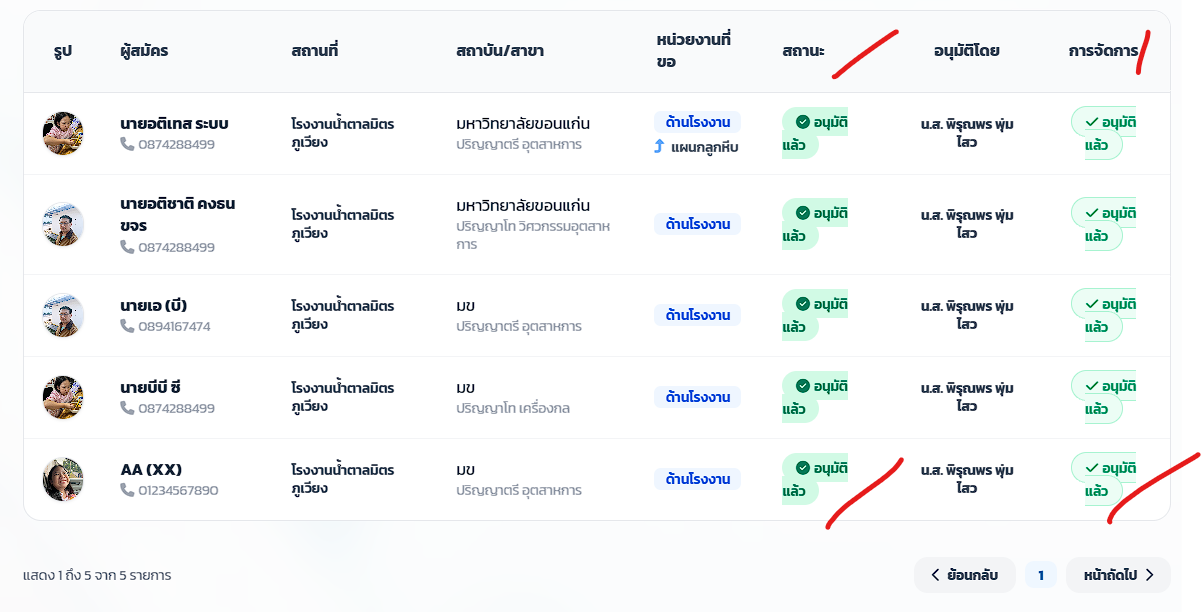 รูป ผู้สมัคร สถานที่ สถาบัน/สาขา หน่วยงานที่ขอ สถานะ อนุมัติโดย การจัดการ
นายอติเทส ระบบ โรงงานน้ำตาลมิตร มหาวิทยาลัยขอนแก่น ด้านโรงงาน อนุมัติ น.ส. พิรุณพร พุ่ม อนุมัติ
0874288499 ภูเวียง ปริญญาตรี อุตสาหการ แผนกลูกหีบ แล้ว ไสว แล้ว
นายอติชาติ คงธน โรงงานน้ำตาลมิตร มหาวิทยาลัยขอนแก่น ด้านโรงงาน อนุมัติ น.ส. พิรุณพร พุ่ม อนุมัติ
ขจร ภูเวียง ปริญญาโท วิศวกรรมอุตสาห แล้ว ไสว แล้ว
0874288499 การ
นายเอ (บี) โรงงานน้ำตาลมิตร มข ด้านโรงงาน อนุมัติ น.ส. พิรุณพร พุ่ม อนุมัติ
0894167474 ภูเวียง ปริญญาตรี อุตสาหการ แล้ว ไสว แล้ว
นายบีบี ซี โรงงานน้ำตาลมิตร มข ด้านโรงงาน อนุมัติ น.ส. พิรุณพร พุ่ม อนุมัติ
0874288499 ภูเวียง ปริญญาโท เครื่องกล แล้ว ไสว แล้ว
AA (XX) โรงงานน้ำตาลมิตร มข ด้านโรงงาน อนุมัติ น.ส. พิรุณพร พุ่ม อนุมัติ
01234567890 ภูเวียง ปริญญาตรี อุตสาหการ แล้ว ไสว แล้ว
แสดง 1 ถึง 5 จาก 5 รายการ ย้อนกลับ 1 หน้าถัดไป